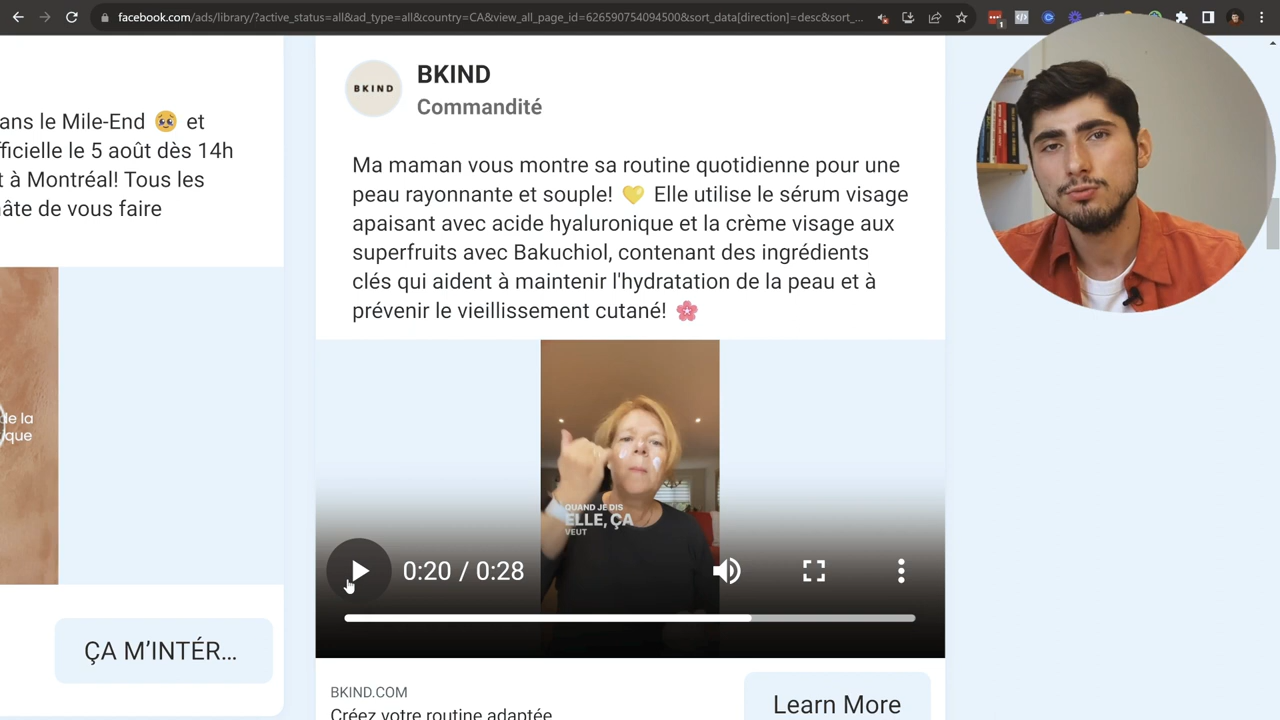 facebook.com/ads/library/?active_status=all&ad_type=all&country=CA&view_all_page_id=626590754094500&sort_data[direction]=desc&sort_...
1
ans le Mile-End 🥹 et
fficielle le 5 août dès 14h
t à Montréal! Tous les
âte de vous faire
de la
que
ÇA M'INTÉR...
BKIND
BKIND
Commandité
Ma maman vous montre sa routine quotidienne pour une
peau rayonnante et souple! 💛 Elle utilise le sérum visage
apaisant avec acide hyaluronique et la crème visage aux
superfruits avec Bakuchiol, contenant des ingrédients
clés qui aident à maintenir l'hydratation de la peau et à
prévenir le vieillissement cutané! 🌸
QUAND JE DIS
ELLE, ÇA
VEUT
0:20 / 0:28
BKIND.COM
Créez votre routine adaptée
Learn More